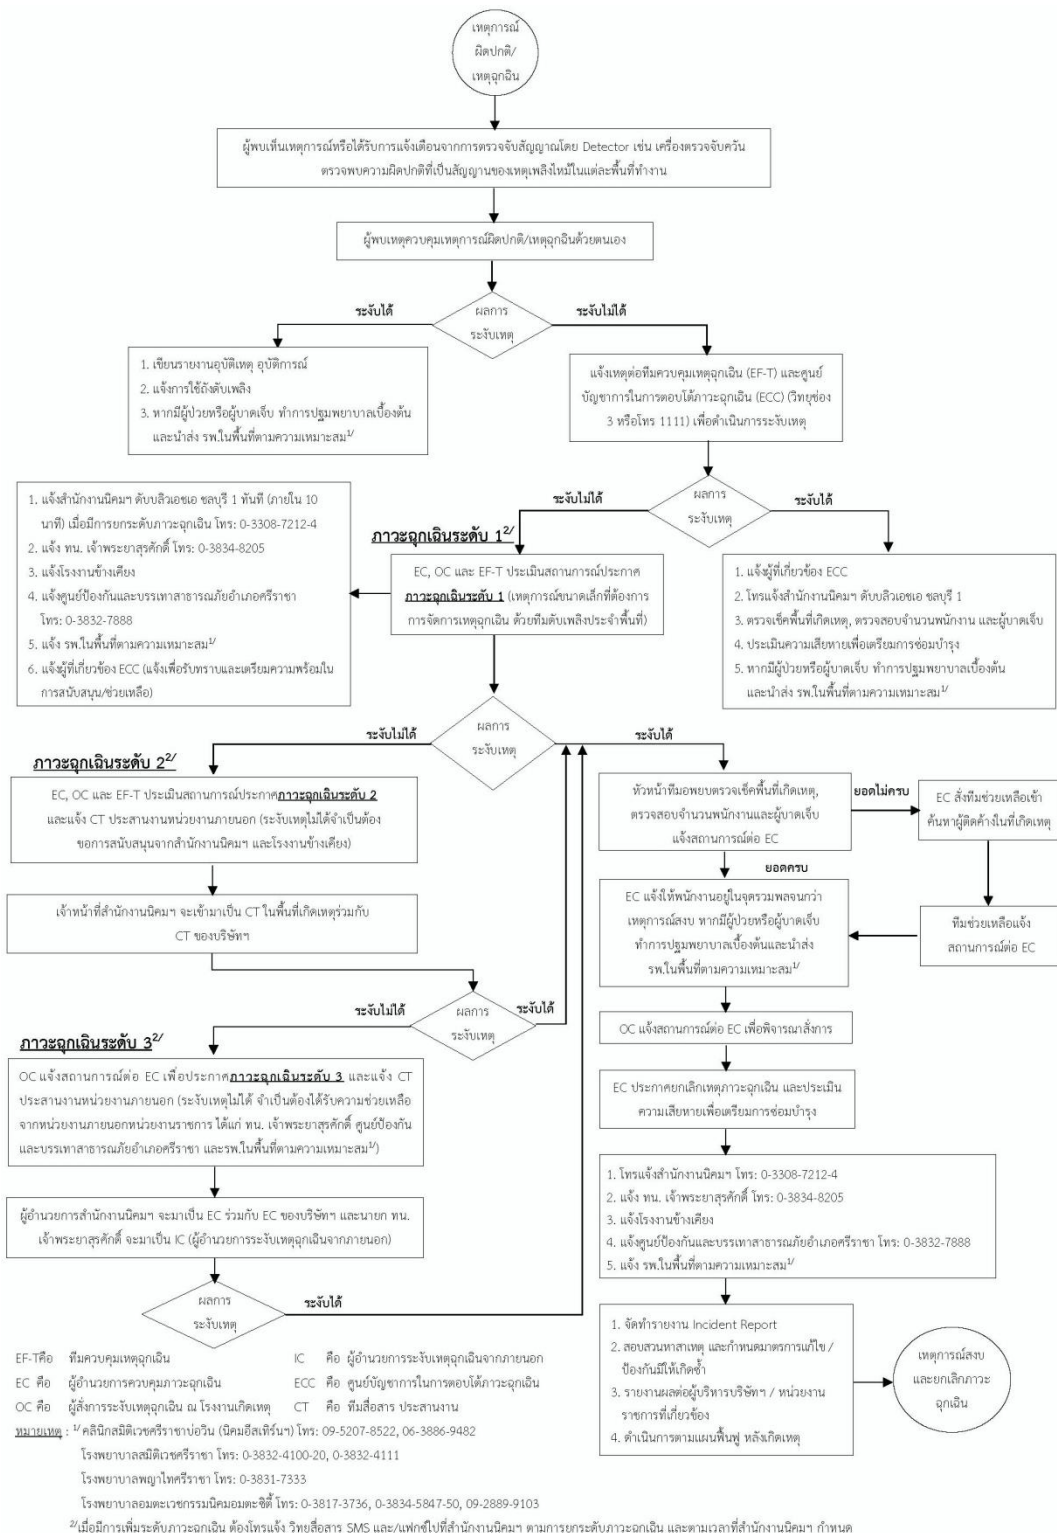 เหตุการณ์
ผิดปกติ/
เหตุฉุกเฉิน
ผู้พบเห็นเหตุการณ์หรือได้รับการแจ้งเตือนจากการตรวจจับสัญญาณโดย Detector เช่น เครื่องตรวจจับควัน
ตรวจพบความผิดปกติที่เป็นสัญญานของเหตุเพลิงไหม้ในแต่ละพื้นที่ทำงาน
ผู้พบเหตุควบคุมเหตุการณ์ผิดปกติ/เหตุฉุกเฉินด้วยตนเอง
ระงับได้
ผลการ
ระงับเหตุ
ระงับไม่ได้
1. เขียนรายงานอุบัติเหตุ อุบัติการณ์
2. แจ้งการใช้ถังดับเพลิง
3. หากมีผู้ป่วยหรือผู้บาดเจ็บ ทำการปฐมพยาบาลเบื้องต้น
และนำส่ง รพ.ในพื้นที่ตามความเหมาะสม1/
แจ้งเหตุต่อทีมควบคุมเหตุฉุกเฉิน (EF-T) และศูนย์
บัญชาการในการตอบโต้ภาวะฉุกเฉิน (ECC) (วิทยุช่อง
3 หรือโทร 1111) เพื่อดำเนินการระงับเหตุ
ระงับไม่ได้
ผลการ
ระงับเหตุ
ระงับได้
1. แจ้งสำนักงานนิคมฯ ดับบลิวเอชเอ ชลบุรี 1 ทันที (ภายใน 10
นาที) เมื่อมีการยกระดับภาวะฉุกเฉิน โทร: 0-3308-7212-4
2. แจ้ง ทน. เจ้าพระยาสุรศักดิ์ โทร: 0-3834-8205
3. แจ้งโรงงานข้างเคียง
4. แจ้งศูนย์ป้องกันและบรรเทาสาธารณภัยอำเภอศรีราชา
โทร: 0-3832-7888
5. แจ้ง รพ.ในพื้นที่ตามความเหมาะสม1/
6. แจ้งผู้ที่เกี่ยวข้อง ECC (แจ้งเพื่อรับทราบและเตรียมความพร้อมใน
การสนับสนุน/ช่วยเหลือ)
ภาวะฉุกเฉินระดับ 12/
EC, OC และ EF-T ประเมินสถานการณ์ประกาศ
ภาวะฉุกเฉินระดับ 1 (เหตุการณ์ขนาดเล็กที่ต้องการ
การจัดการเหตุฉุกเฉิน ด้วยทีมดับเพลิงประจำพื้นที่)
1. แจ้งผู้ที่เกี่ยวข้อง ECC
2. โทรแจ้งสำนักงานนิคมฯ ดับบลิวเอชเอ ชลบุรี 1
3. ตรวจเช็คพื้นที่เกิดเหตุ, ตรวจสอบจำนวนพนักงาน และผู้บาดเจ็บ
4. ประเมินความเสียหายเพื่อเตรียมการซ่อมบำรุง
5. หากมีผู้ป่วยหรือผู้บาดเจ็บ ทำการปฐมพยาบาลเบื้องต้น
และนำส่ง รพ.ในพื้นที่ตามความเหมาะสม1/
ระงับไม่ได้
ผลการ
ระงับเหตุ
ระงับได้
ภาวะฉุกเฉินระดับ 22/
EC, OC และ EF-T ประเมินสถานการณ์ประกาศภาวะฉุกเฉินระดับ 2
และแจ้ง CT ประสานงานหน่วยงานภายนอก (ระงับเหตุไม่ได้จำเป็นต้อง
ขอการสนับสนุนจากสำนักงานนิคมฯ และโรงงานข้างเคียง)
หัวหน้าทีมอพยบตรวจเช็คพื้นที่เกิดเหตุ,
ตรวจสอบจำนวนพนักงานและผู้บาดเจ็บ
แจ้งสถานการณ์ต่อ EC
ยอดไม่ครบ
EC สั่งทีมช่วยเหลือเข้า
ค้นหาผู้ติดค้างในที่เกิดเหตุ
ยอดครบ
เจ้าหน้าที่สำนักงานนิคมฯ จะเข้ามาเป็น CT ในพื้นที่เกิดเหตุร่วมกับ
CT ของบริษัทฯ
EC แจ้งให้พนักงานอยู่ในจุดรวมพลจนกว่า
เหตุการณ์สงบ หากมีผู้ป่วยหรือผู้บาดเจ็บ
ทำการปฐมพยาบาลเบื้องต้นและนำส่ง
รพ.ในพื้นที่ตามความเหมาะสม1/
ทีมช่วยเหลือแจ้ง
สถานการณ์ต่อ EC
ระงับไม่ได้
ผลการ
ระงับเหตุ
ระงับได้
OC แจ้งสถานการณ์ต่อ EC เพื่อพิจารณาสั่งการ
ภาวะฉุกเฉินระดับ 32/
OC แจ้งสถานการณ์ต่อ EC เพื่อประกาศภาวะฉุกเฉินระดับ 3 และแจ้ง CT
ประสานงานหน่วยงานภายนอก (ระงับเหตุไม่ได้ จำเป็นต้องได้รับความช่วยเหลือ
จากหน่วยงานภายนอกหน่วยงานราชการ ได้แก่ ทน. เจ้าพระยาสุรศักดิ์ ศูนย์ป้องกัน
และบรรเทาสาธารณภัยอำเภอศรีราชา และรพ.ในพื้นที่ตามความเหมาะสม1/)
EC ประกาศยกเลิกเหตุภาวะฉุกเฉิน และประเมิน
ความเสียหายเพื่อเตรียมการซ่อมบำรุง
1. โทรแจ้งสำนักงานนิคมฯ โทร: 0-3308-7212-4
2. แจ้ง ทน. เจ้าพระยาสุรศักดิ์ โทร: 0-3834-8205
3. แจ้งโรงงานข้างเคียง
4. แจ้งศูนย์ป้องกันและบรรเทาสาธารณภัยอำเภอศรีราชา โทร: 0-3832-7888
5. แจ้ง รพ.ในพื้นที่ตามความเหมาะสม1/
ผู้อำนวยการสำนักงานนิคมฯ จะมาเป็น EC ร่วมกับ EC ของบริษัทฯ และนายก ทน.
เจ้าพระยาสุรศักดิ์ จะมาเป็น IC (ผู้อำนวยการระงับเหตุฉุกเฉินจากภายนอก)
ผลการ
ระงับเหตุ
ระงับได้
1. จัดทำรายงาน Incident Report
2. สอบสวนหาสาเหตุ และกำหนดมาตรการแก้ไข /
ป้องกันมิให้เกิดซ้ำ
3. รายงานผลต่อผู้บริหารบริษัทฯ / หน่วยงาน
ราชการที่เกี่ยวข้อง
4. ดำเนินการตามแผนฟื้นฟู หลังเกิดเหตุ
เหตุการณ์สงบ
และยกเลิกภาวะ
ฉุกเฉิน
EF-Tคือ ทีมควบคุมเหตุฉุกเฉิน IC คือ ผู้อำนวยการระงับเหตุฉุกเฉินจากภายนอก
EC คือ ผู้อำนวยการควบคุมภาวะฉุกเฉิน ECC คือ ศูนย์บัญชาการในการตอบโต้ภาวะฉุกเฉิน
OC คือ ผู้สั่งการระงับเหตุฉุกเฉิน ณ โรงงานเกิดเหตุ CT คือ ทีมสื่อสาร ประสานงาน
หมายเหตุ : 1/ คลินิกสมิติเวชศรีราชาบ่อวิน (นิคมอีสเทิร์นฯ) โทร: 09-5207-8522, 06-3886-9482
โรงพยาบาลสมิติเวชศรีราชา โทร: 0-3832-4100-20, 0-3832-4111
โรงพยาบาลพญาไทศรีราชา โทร: 0-3831-7333
โรงพยาบาลอมตะเวชกรรมนิคมอมตะซิตี้ โทร: 0-3817-3736, 0-3834-5847-50, 09-2889-9103
2/เมื่อมีการเพิ่มระดับภาวะฉุกเฉิน ต้องโทรแจ้ง วิทยุสื่อสาร SMS และ/แฟกซ์ไปที่สำนักงานนิคมฯ ตามการยกระดับภาวะฉุกเฉิน และตามเวลาที่สำนักงานนิคมฯ กำหนด